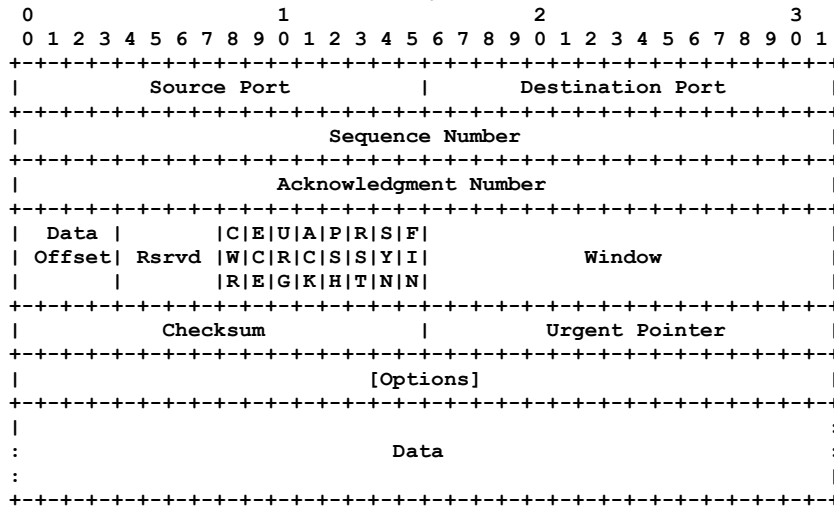 0                   1                   2                   3
 0 1 2 3 4 5 6 7 8 9 0 1 2 3 4 5 6 7 8 9 0 1 2 3 4 5 6 7 8 9 0 1
+-+-+-+-+-+-+-+-+-+-+-+-+-+-+-+-+-+-+-+-+-+-+-+-+-+-+-+-+-+-+-+-+
|          Source Port          |       Destination Port        |
+-+-+-+-+-+-+-+-+-+-+-+-+-+-+-+-+-+-+-+-+-+-+-+-+-+-+-+-+-+-+-+-+
|                        Sequence Number                        |
+-+-+-+-+-+-+-+-+-+-+-+-+-+-+-+-+-+-+-+-+-+-+-+-+-+-+-+-+-+-+-+-+
|                    Acknowledgment Number                      |
+-+-+-+-+-+-+-+-+-+-+-+-+-+-+-+-+-+-+-+-+-+-+-+-+-+-+-+-+-+-+-+-+
|  Data |       |C|E|U|A|P|R|S|F|                               |
| Offset| Rsrvd |W|C|R|C|S|S|Y|I|            Window             |
|       |       |R|E|G|K|H|T|N|N|                               |
+-+-+-+-+-+-+-+-+-+-+-+-+-+-+-+-+-+-+-+-+-+-+-+-+-+-+-+-+-+-+-+-+
|           Checksum            |         Urgent Pointer        |
+-+-+-+-+-+-+-+-+-+-+-+-+-+-+-+-+-+-+-+-+-+-+-+-+-+-+-+-+-+-+-+-+
|                           [Options]                           |
+-+-+-+-+-+-+-+-+-+-+-+-+-+-+-+-+-+-+-+-+-+-+-+-+-+-+-+-+-+-+-+-+
|                                                               :
:                             Data                              :
:                                                               |
+-+-+-+-+-+-+-+-+-+-+-+-+-+-+-+-+-+-+-+-+-+-+-+-+-+-+-+-+-+-+-+-+